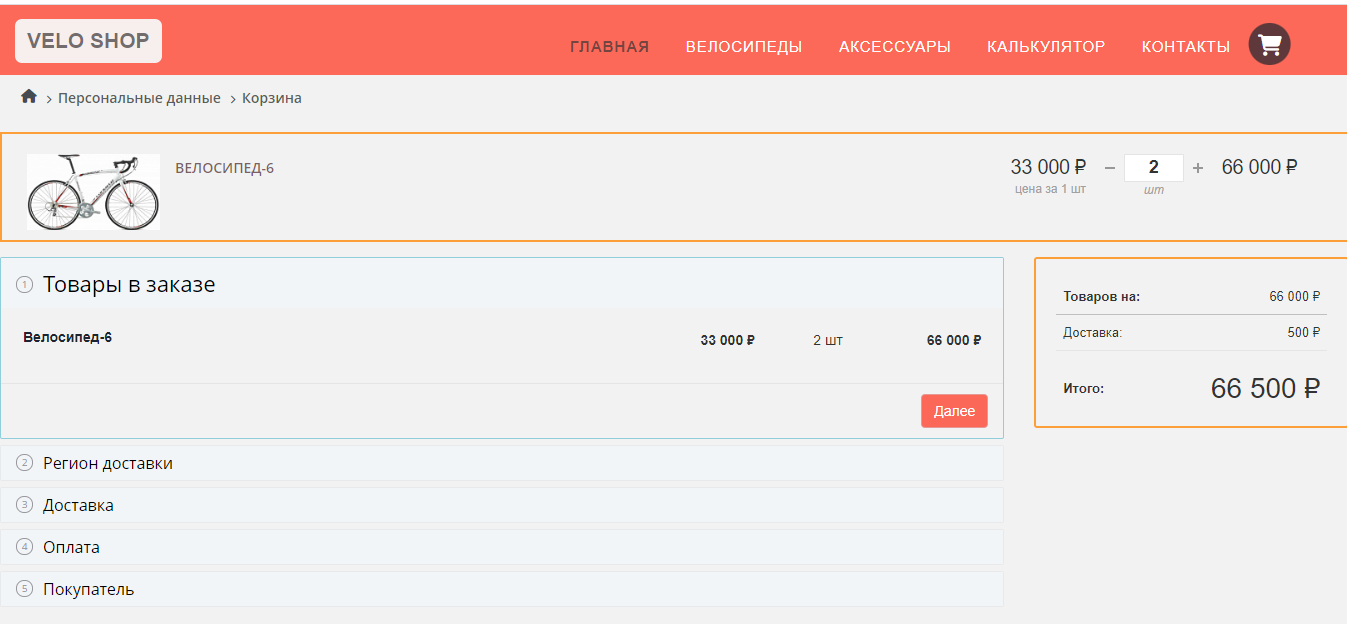 VELO SHOP
ГЛАВНАЯ ВЕЛОСИПЕДЫ АКСЕССУАРЫ КАЛЬКУЛЯТОР КОНТАКТЫ
Персональные данные Корзина
ВЕЛОСИПЕД-6 33 000 ₽ − 2 + 66 000 ₽
цена за 1 шт шт
1 Товары в заказе
Велосипед-6 33 000 ₽ 2 шт 66 000 ₽
Далее
2 Регион доставки
3 Доставка
4 Оплата
5 Покупатель
Товаров на: 66 000 ₽
Доставка: 500 ₽
Итого: 66 500 ₽